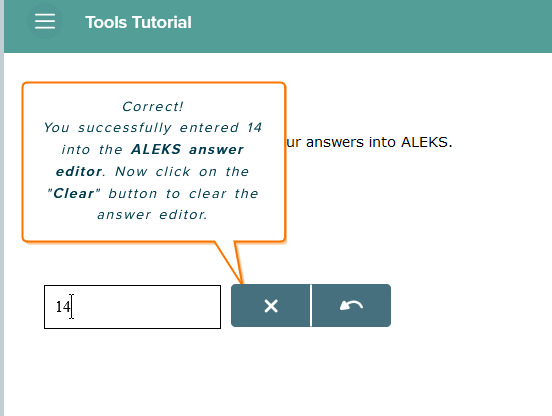 Tools Tutorial
Correct!
You successfully entered 14
into the ALEKS answer
editor. Now click on the
"Clear" button to clear the
answer editor.
ur answers into ALEKS.
14